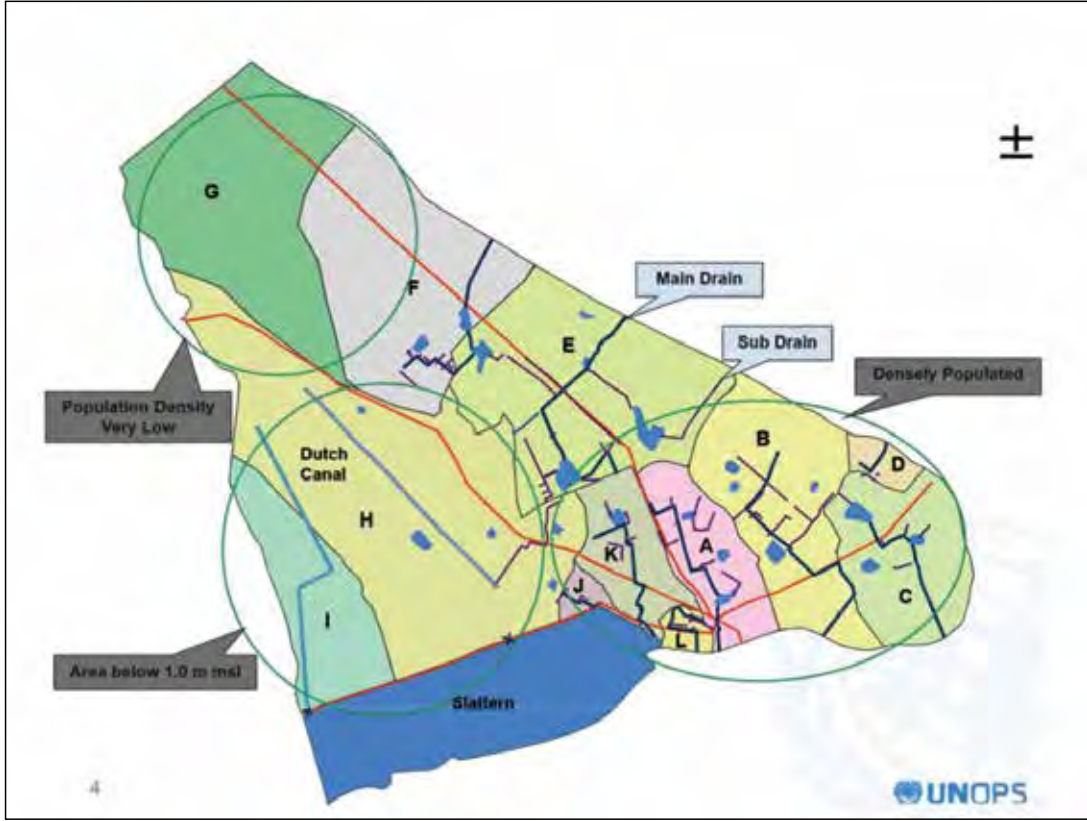 G
±
F
Main Drain
E
Sub Drain
Densely Populated
Population Density
Very Low
B
D
Dutch
Canal
H
K
A
J
C
I
L
Area below 1.0 m msl
Slaltern
4
UNOPS